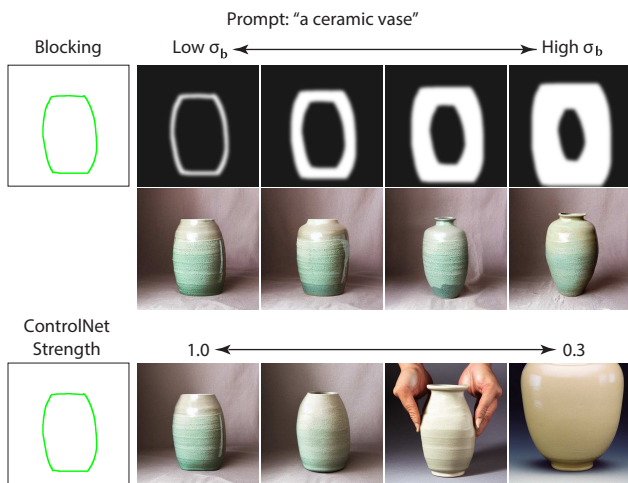 Prompt: “a ceramic vase”
Blocking
Low σb
High σb
ControlNet
Strength
1.0
0.3